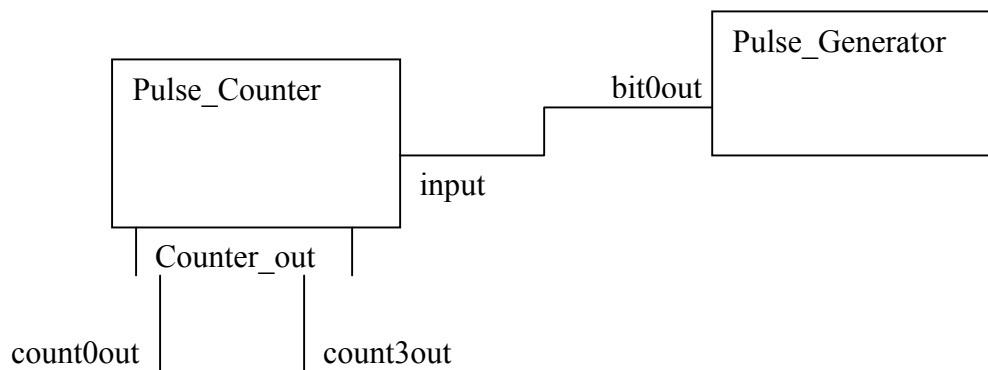 Pulse_Generator
Pulse_Counter
bit0out
input
Counter_out
count0out
count3out